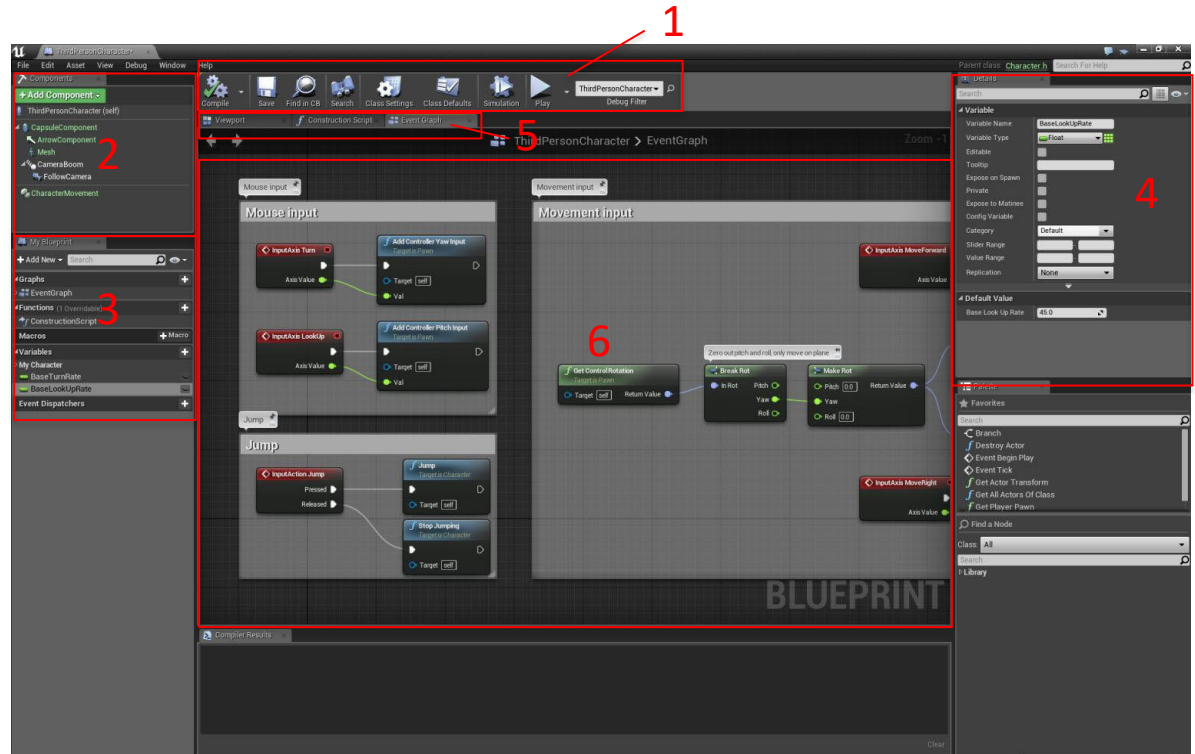 1
ThirdPersonCharacter
File Edit Asset View Debug Window Help
Parent class: Character.h Search For Help
Components
+Add Component
ThirdPersonCharacter (self)
CapsuleComponent
ArrowComponent
Mesh
CameraBoom
FollowCamera
CharacterMovement
2
My Blueprint
+Add New Search
Graphs
EventGraph
Functions (1 Overridable)
ConstructionScript
3
Macros +Macro
Variables
My Character
BaseTurnRate
BaseLookUpRate
Event Dispatchers
Compile Save Find in CB Search Class Settings Class Defaults Simulation Play
ThirdPersonCharacter
Debug Filter
Viewport Construction Script Event Graph
5
ThirdPersonCharacter > EventGraph
Zoom -1
Mouse input
Mouse input
InputAxis Turn
Axis Value
Add Controller Yaw Input
Target is Pawn
Target self
Val
InputAxis LookUp
Axis Value
Add Controller Pitch Input
Target is Pawn
Target self
Val
Jump
Jump
InputAction Jump
Pressed
Released
Jump
Target is Character
Target self
Stop Jumping
Target is Character
Target self
Movement input
Movement input
InputAxis MoveForward
Axis Value
6
Get Control Rotation
Target is Pawn
Target self Return Value
Zero out pitch and roll, only move on plane
Break Rot
In Rot Pitch
Yaw
Roll
Make Rot
Pitch 0.0 Return Value
Yaw
Roll 0.0
InputAxis MoveRight
Axis Value
BLUEPRINT
Compiler Results
Clear
Details
Search
Variable
Variable Name BaseLookUpRate
Variable Type Float
Editable
Tooltip
Expose on Spawn
Private
Expose to Matinee
Config Variable
Category Default
Slider Range
Value Range
Replication None
4
Default Value
Base Look Up Rate 45.0
Palette
Favorites
Search
Branch
Destroy Actor
Event Begin Play
Event Tick
Get Actor Transform
Get All Actors Of Class
Get Player Pawn
Find a Node
Class: All
Search
Library